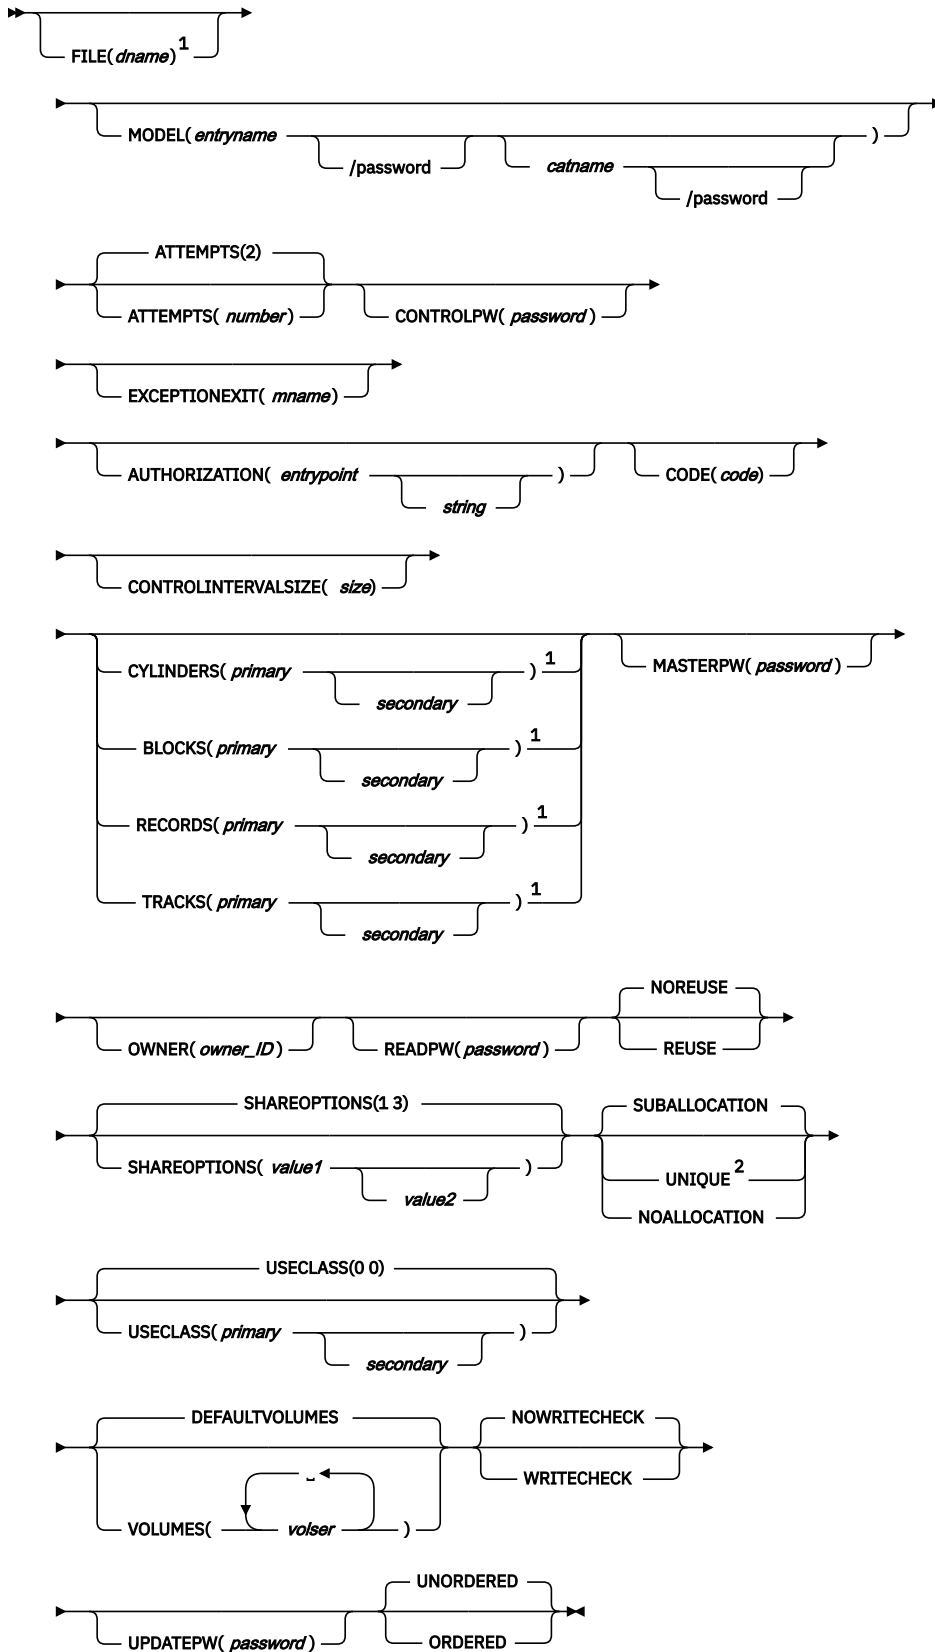 FILE(dname) 1
MODEL( entryname /password catname /password )
ATTEMPTS(2)
ATTEMPTS( number)
CONTROLPW( password )
EXCEPTIONEXIT( mname)
AUTHORIZATION( entrypoint string )
CODE( code)
CONTROLINTERVALSIZE( size)
CYLINDERS( primary secondary ) 1
MASTERPW( password )
BLOCKS( primary secondary ) 1
RECORDS( primary secondary ) 1
TRACKS( primary secondary ) 1
OWNER( owner_ID )
READPW( password )
NOREUSE
REUSE
SHAREOPTIONS(1 3)
SHAREOPTIONS( value1 value2 )
SUBALLOCATION
UNIQUE 2
NOALLOCATION
USECLASS(0 0)
USECLASS( primary secondary )
DEFAULTVOLUMES
VOLUMES( ␣ volser )
NOWRITECHECK
WRITECHECK
UPDATEPW( password )
UNORDERED
ORDERED